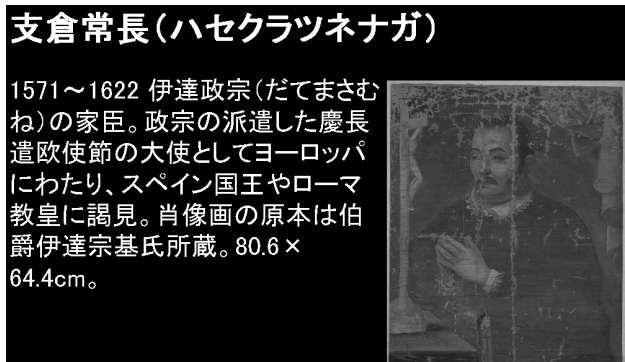 支倉常長(ハセクラツネナガ)
1571~1622 伊達政宗(だてまさむ
ね)の家臣。政宗の派遣した慶長
遣欧使節の大使としてヨーロッパ
にわたり、スペイン国王やローマ
教皇に謁見。肖像画の原本は伯
爵伊達宗基氏所蔵。80.6×
64.4cm。